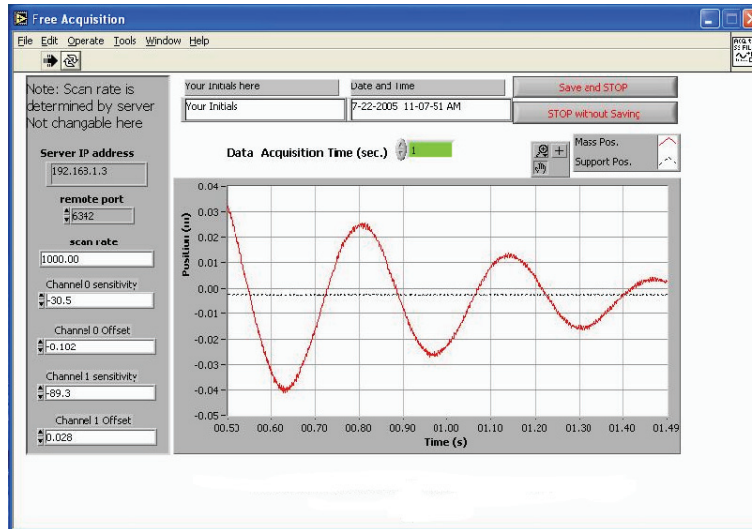 Free Acquisition
File Edit Operate Tools Window Help
Note: Scan rate is
determined by server
Not changable here
Server IP address
192.168.1.3
remote port
6342
scan rate
1000.00
Channel 0 sensitivity
-30.5
Channel 0 Offset
-0.102
Channel 1 sensitivity
-89.3
Channel 1 Offset
0.028
Your Initials here
Your Initials
Date and Time
7-22-2005 11-07-51 AM
Save and STOP
STOP without Saving
Data Acquisition Time (sec.) 1
Mass Pos.
Support Pos.
Position (m)
0.04
0.03
0.02
0.01
0.00
-0.01
-0.02
-0.03
-0.04
-0.05
00.53 00.60 00.70 00.80 00.90 01.00 01.10 01.20 01.30 01.40 01.49
Time (s)